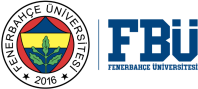 FENERBAHÇE ÜNİVERSİTESİ
2016
FBÜ
FENERBAHÇE ÜNİVERSİTESİ